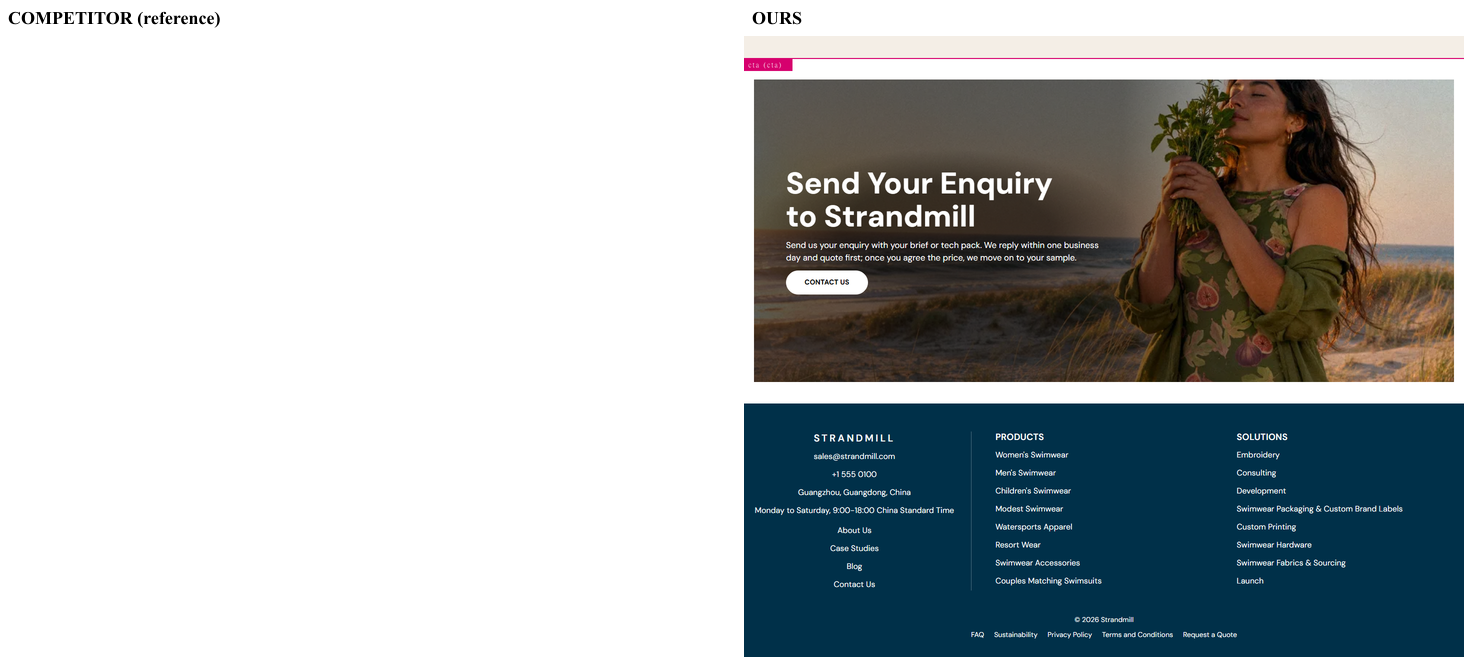 COMPETITOR (reference)
OURS
cta (cta)
Send Your Enquiry
to Strandmill
Send us your enquiry with your brief or tech pack. We reply within one business
day and quote first; once you agree the price, we move on to your sample.
CONTACT US
STRANDMILL
sales@strandmill.com
+1 555 0100
Guangzhou, Guangdong, China
Monday to Saturday, 9:00-18:00 China Standard Time
About Us
Case Studies
Blog
Contact Us
PRODUCTS
Women's Swimwear
Men's Swimwear
Children's Swimwear
Modest Swimwear
Watersports Apparel
Resort Wear
Swimwear Accessories
Couples Matching Swimsuits
SOLUTIONS
Embroidery
Consulting
Development
Swimwear Packaging & Custom Brand Labels
Custom Printing
Swimwear Hardware
Swimwear Fabrics & Sourcing
Launch
© 2026 Strandmill
FAQ Sustainability Privacy Policy Terms and Conditions Request a Quote